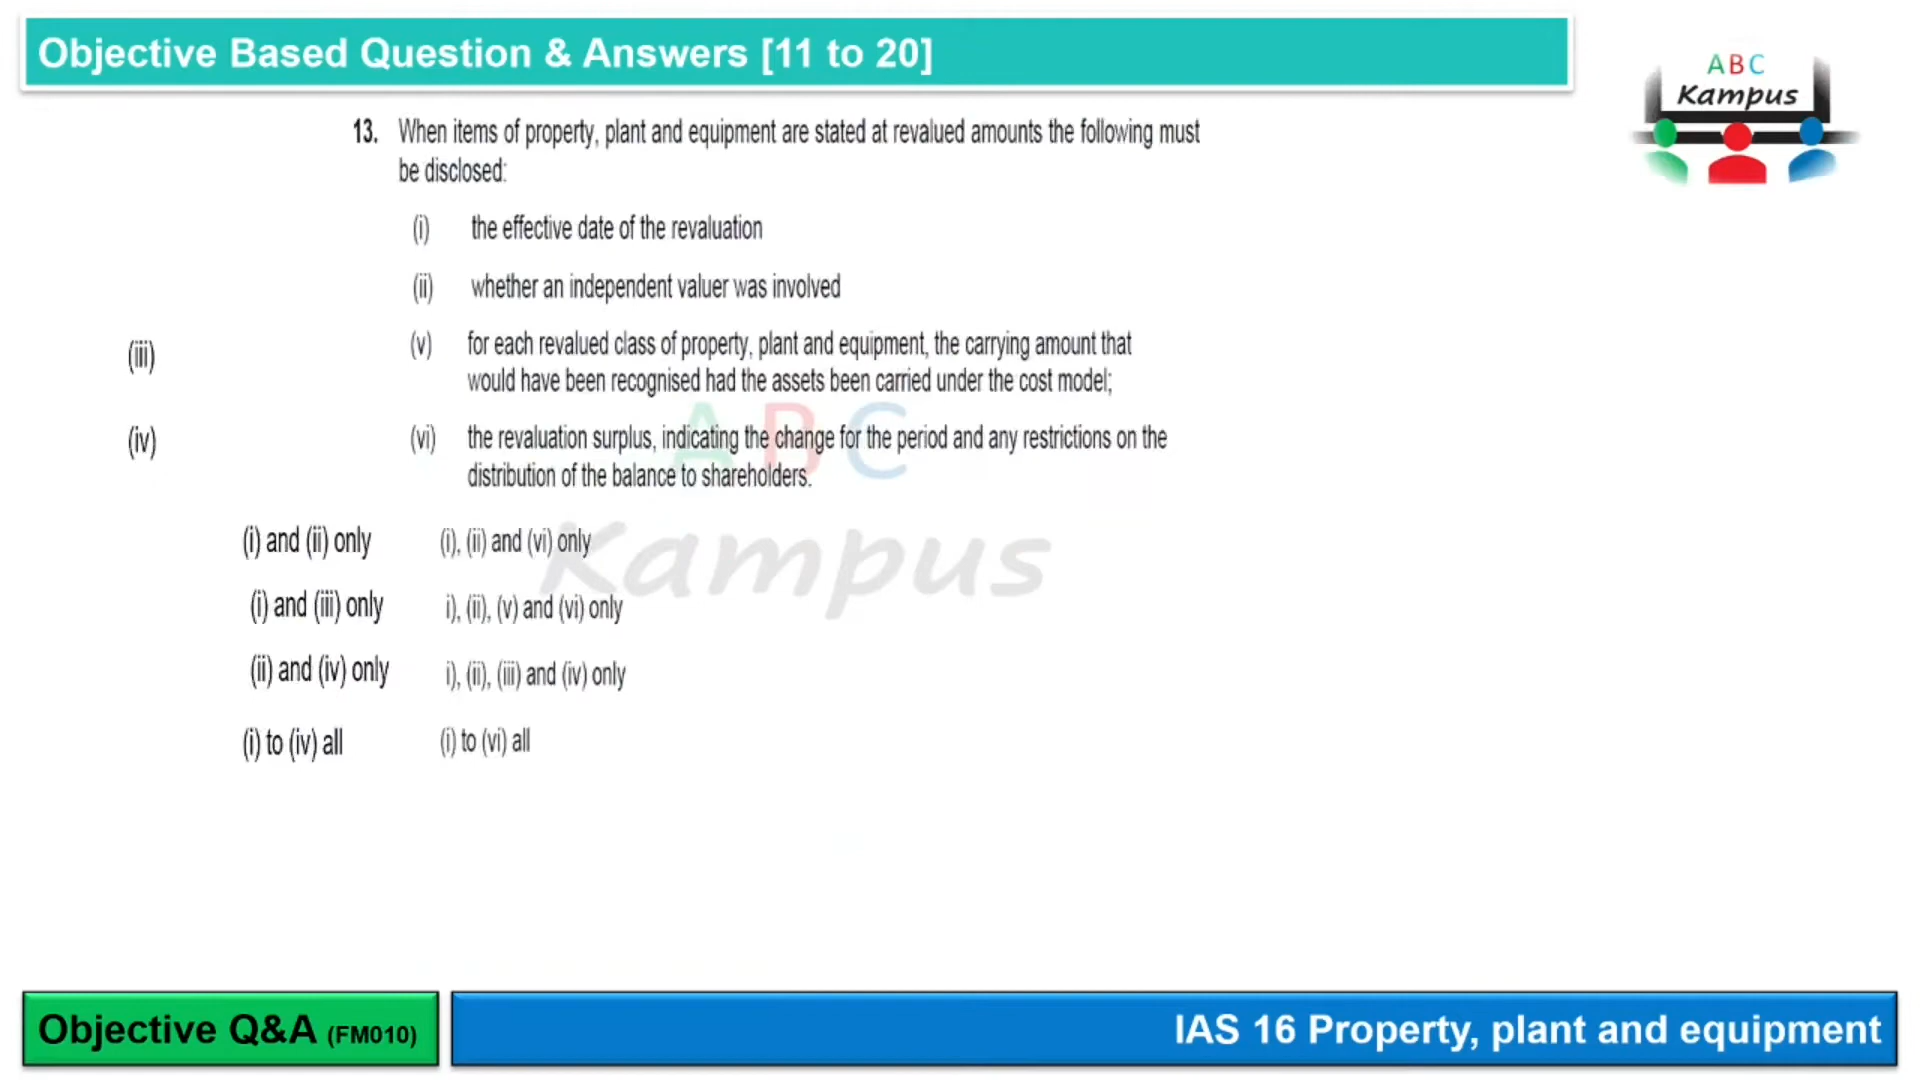 Objective Based Question & Answers [11 to 20]
A B C
Kampus
13. When items of property, plant and equipment are stated at revalued amounts the following must
be disclosed:
(i) the effective date of the revaluation
(ii) whether an independent valuer was involved
(iii) (v) for each revalued class of property, plant and equipment, the carrying amount that
would have been recognised had the assets been carried under the cost model;
(iv) (vi) the revaluation surplus, indicating the change for the period and any restrictions on the
distribution of the balance to shareholders.
A B C
Kampus
(i) and (ii) only (i), (ii) and (vi) only
(i) and (iii) only i), (ii), (v) and (vi) only
(ii) and (iv) only i), (ii), (iii) and (iv) only
(i) to (iv) all (i) to (vi) all
Objective Q&A (FM010)
IAS 16 Property, plant and equipment